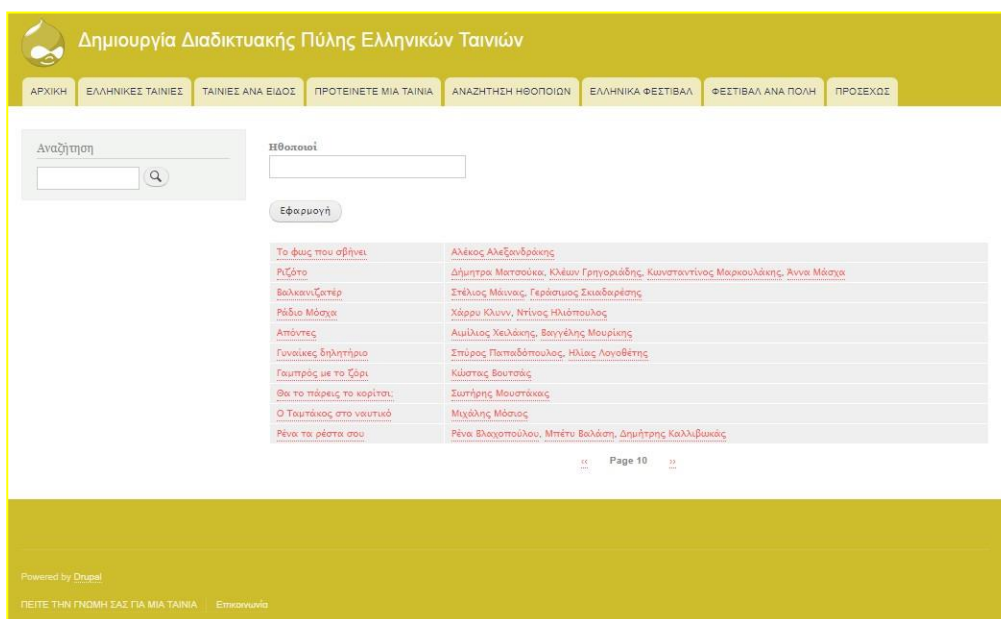 Δημιουργία Διαδικτυακής Πύλης Ελληνικών Ταινιών
ΑΡΧΙΚΗ ΕΛΛΗΝΙΚΕΣ ΤΑΙΝΙΕΣ ΤΑΙΝΙΕΣ ΑΝΑ ΕΙΔΟΣ ΠΡΟΤΕΙΝΕΤΕ ΜΙΑ ΤΑΙΝΙΑ ΑΝΑΖΗΤΗΣΗ ΗΘΟΠΟΙΩΝ ΕΛΛΗΝΙΚΑ ΦΕΣΤΙΒΑΛ ΦΕΣΤΙΒΑΛ ΑΝΑ ΠΟΛΗ ΠΡΟΣΕΧΩΣ
Αναζήτηση
Ηθοποιοί
Εφαρμογή
Το φως που σβήνει Αλέκος Αλεξανδράκης
Ριζότο Δήμητρα Ματσούκα, Κλέων Γρηγοριάδης, Κωνσταντίνος Μαρκουλάκης, Άννα Μάσχα
Βαλκανιζατέρ Στέλιος Μάινας, Γεράσιμος Σκιαδαρέσης
Ράδιο Μόσχα Χάρρυ Κλυνν, Ντίνος Ηλιόπουλος
Απόντες Αιμίλιος Χειλάκης, Βαγγέλης Μουρίκης
Γυναίκες δηλητήριο Σπύρος Παπαδόπουλος, Ηλίας Λογοθέτης
Γαμπρός με το ζόρι Κώστας Βουτσάς
Θα το πάρεις το κορίτσι; Σωτήρης Μουστάκας
Ο Ταμτάκος στο ναυτικό Μιχάλης Μόσιος
Ρένα τα ρέστα σου Ρένα Βλαχοπούλου, Μπέτυ Βαλάση, Δημήτρης Καλλιβωκάς
‹‹ Page 10 ››
Powered by Drupal
ΠΕΙΤΕ ΤΗΝ ΓΝΩΜΗ ΣΑΣ ΓΙΑ ΜΙΑ ΤΑΙΝΙΑ Επικοινωνία